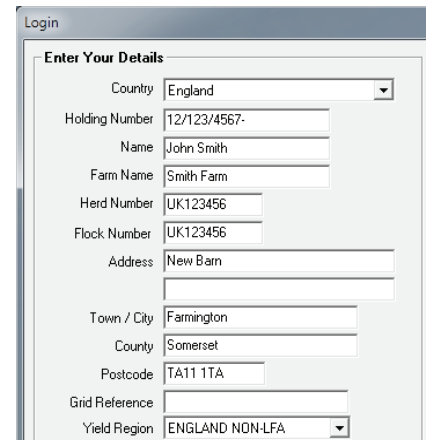 Login
Enter Your Details
Country England
Holding Number 12/123/4567-
Name John Smith
Farm Name Smith Farm
Herd Number UK123456
Flock Number UK123456
Address New Barn
Town / City Farmington
County Somerset
Postcode TA11 1TA
Grid Reference
Yield Region ENGLAND NON-LFA